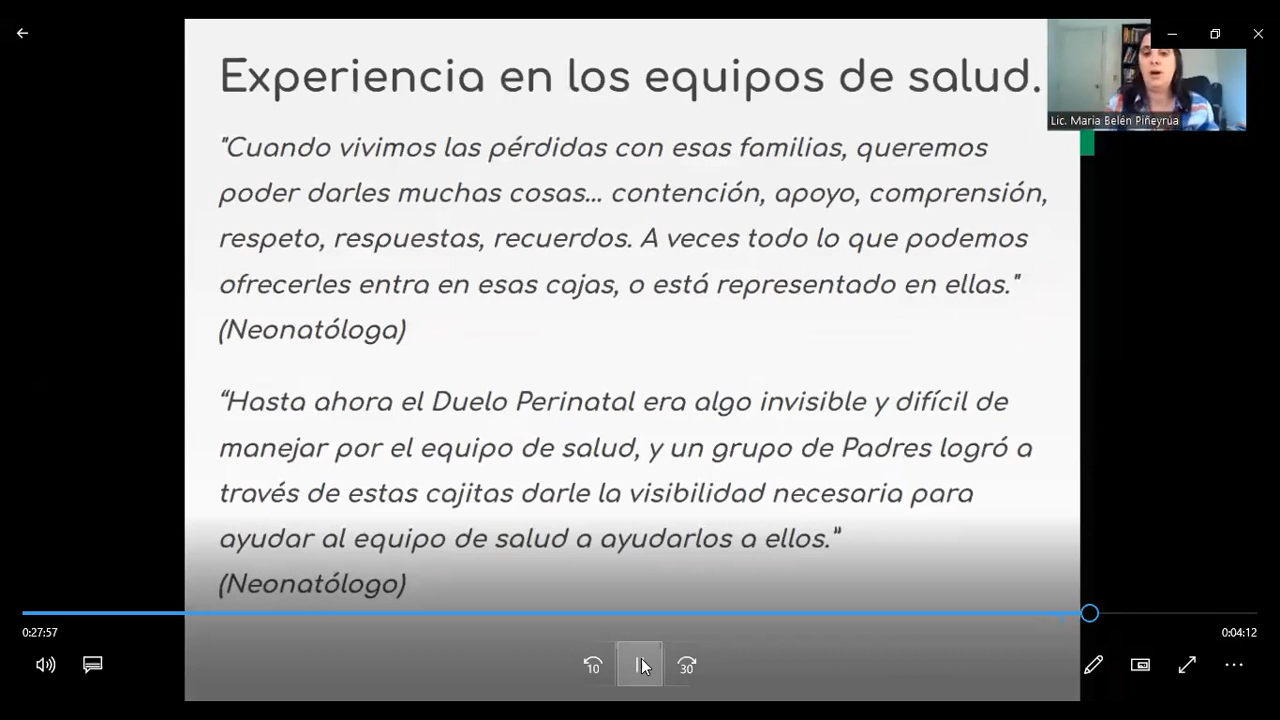 Experiencia en los equipos de salud.
Lic. Maria Belén Piñeyrúa
"Cuando vivimos las pérdidas con esas familias, queremos
poder darles muchas cosas... contención, apoyo, comprensión,
respeto, respuestas, recuerdos. A veces todo lo que podemos
ofrecerles entra en esas cajas, o está representado en ellas."
(Neonatóloga)
“Hasta ahora el Duelo Perinatal era algo invisible y difícil de
manejar por el equipo de salud, y un grupo de Padres logró a
través de estas cajitas darle la visibilidad necesaria para
ayudar al equipo de salud a ayudarlos a ellos.”
(Neonatólogo)
0:27:57
0:04:12
10
30